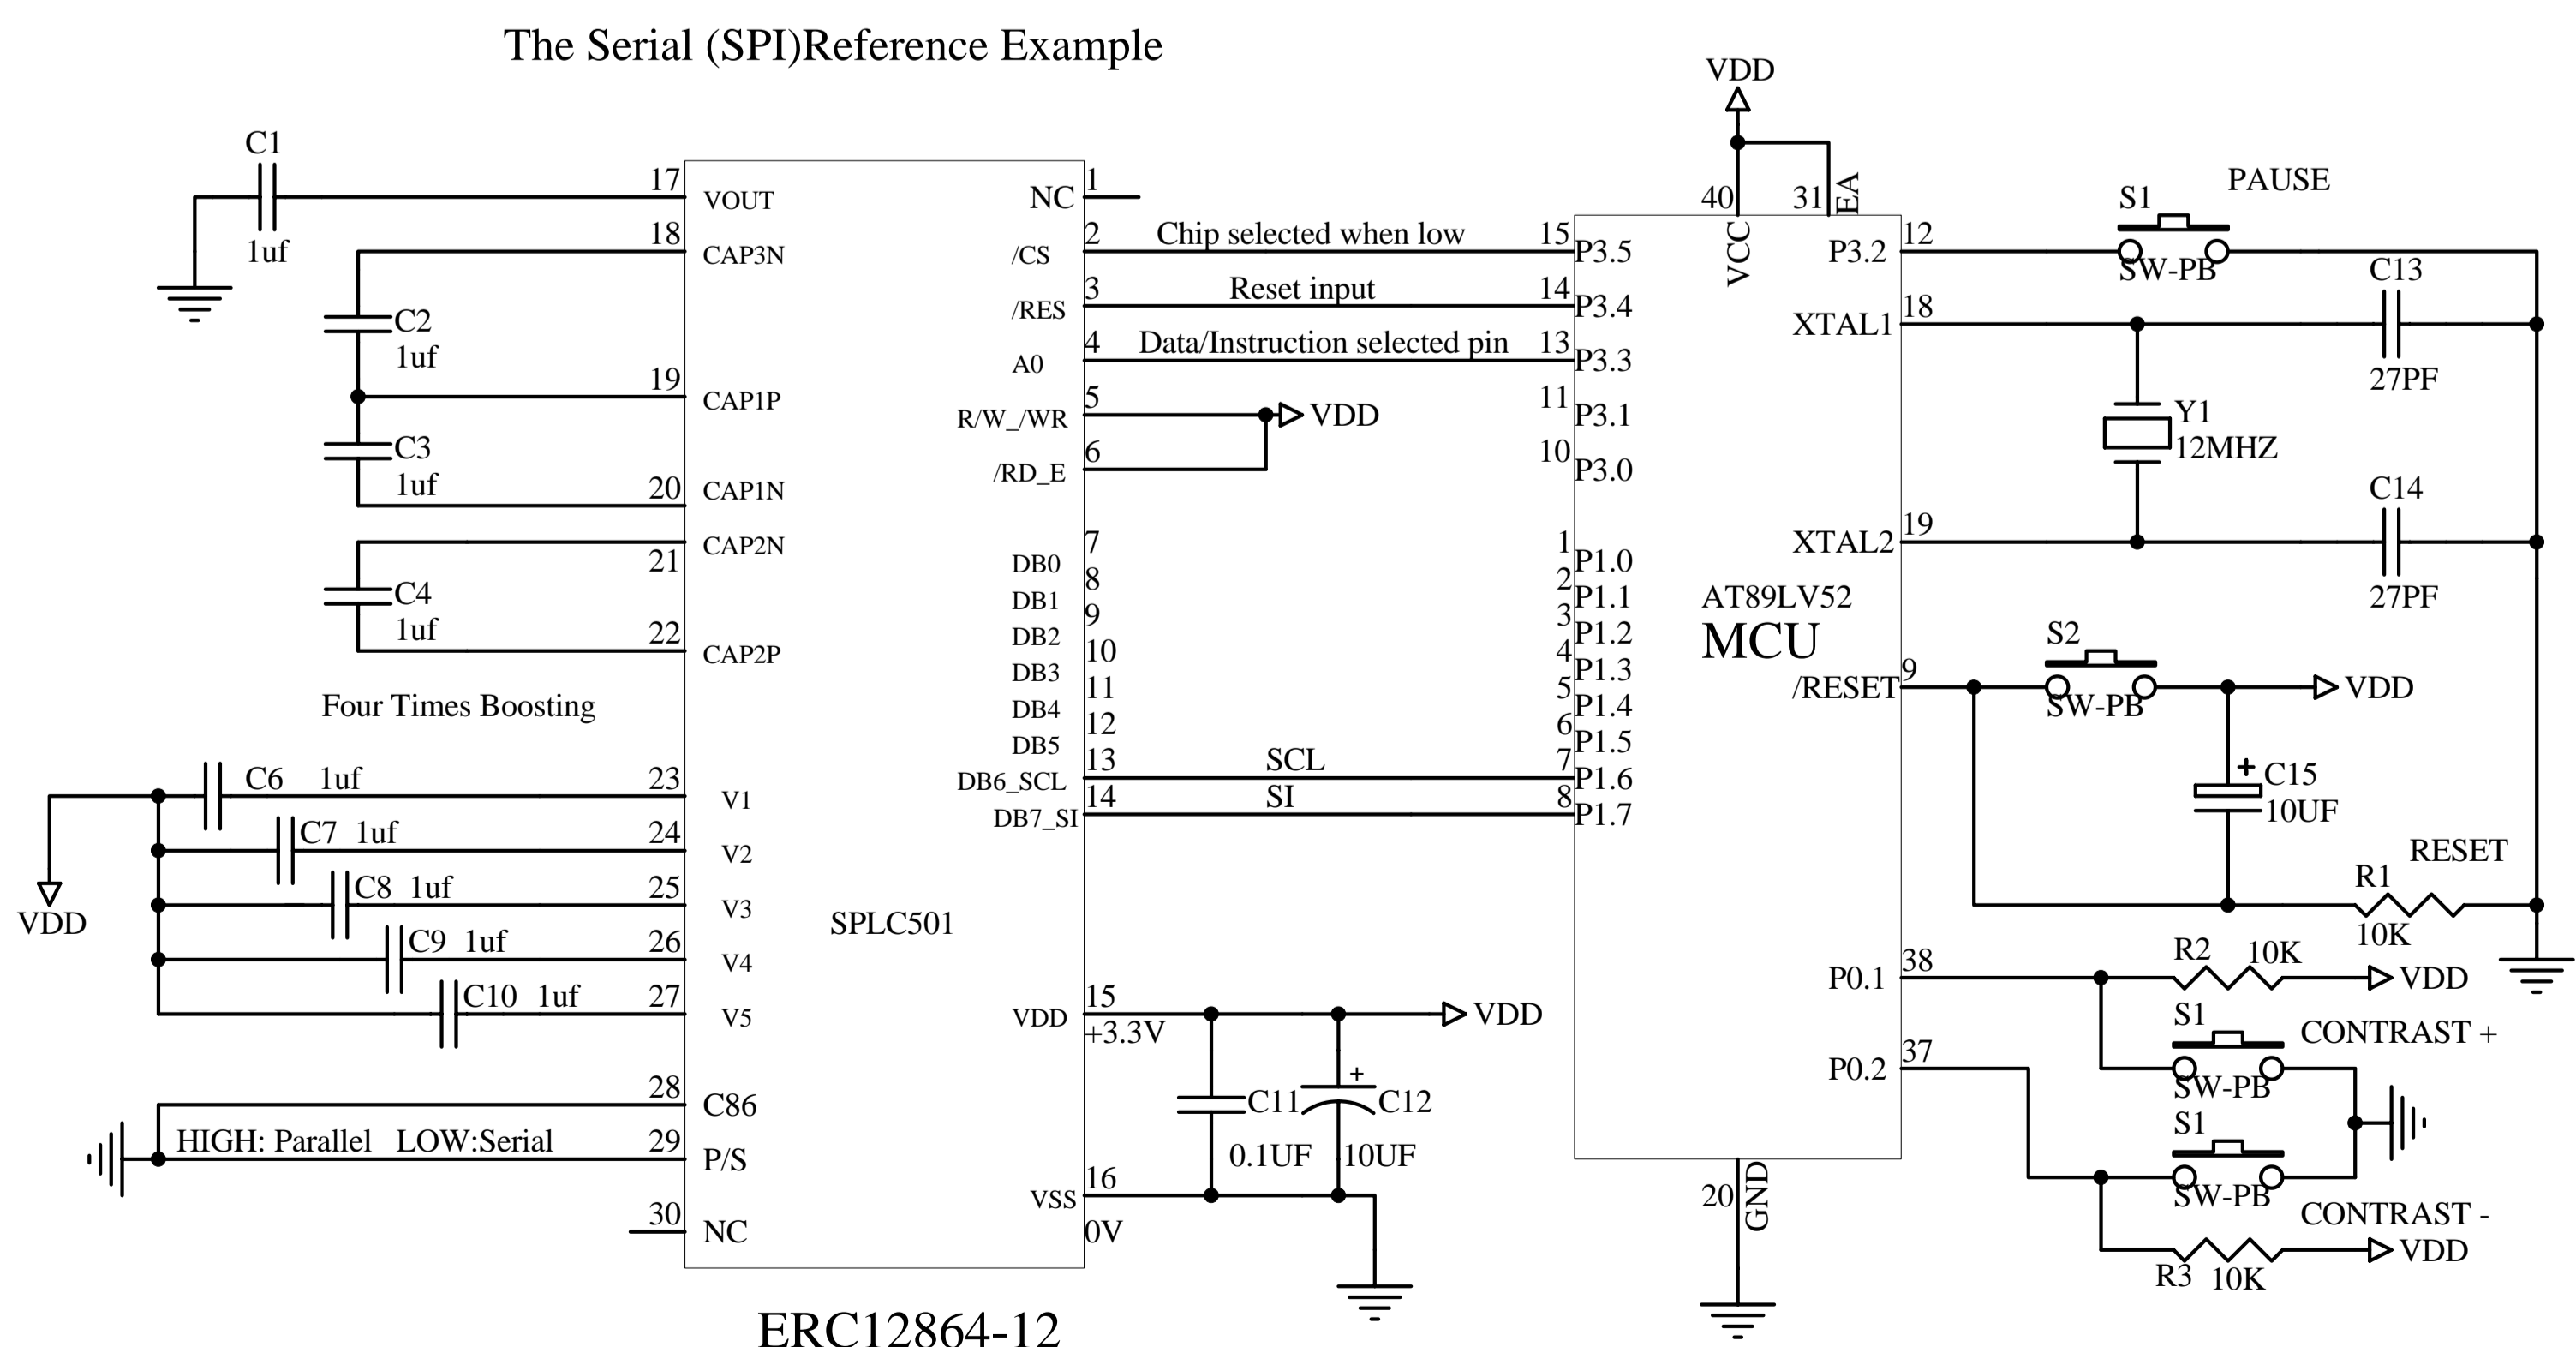 The Serial (SPI)Reference Example
C1
1uf
17 VOUT
18 CAP3N
C2
1uf
19 CAP1P
C3
1uf
20 CAP1N
21 CAP2N
C4
1uf
22 CAP2P
Four Times Boosting
C6 1uf 23 V1
C7 1uf 24 V2
C8 1uf 25 V3
C9 1uf 26 V4
C10 1uf 27 V5
VDD
28 C86
HIGH: Parallel LOW:Serial 29 P/S
30 NC
SPLC501
ERC12864-12
NC 1
/CS 2 Chip selected when low 15 P3.5
/RES 3 Reset input 14 P3.4
A0 4 Data/Instruction selected pin 13 P3.3
R/W_/WR 5 VDD
/RD_E 6
11 P3.1
10 P3.0
DB0 7
DB1 8
DB2 9
DB3 10
DB4 11
DB5 12
DB6_SCL 13 SCL 7 P1.6
DB7_SI 14 SI 8 P1.7
1 P1.0
2 P1.1
3 P1.2
4 P1.3
5 P1.4
6 P1.5
VDD 15 VDD
+3.3V
C11
0.1UF
+
C12
10UF
VSS 16
0V
VDD
40 VCC
31 EA
AT89LV52
MCU
20 GND
P3.2 12
S1
SW-PB
PAUSE
XTAL1 18
C13
27PF
Y1
12MHZ
XTAL2 19
C14
27PF
/RESET 9
S2
SW-PB
VDD
+
C15
10UF
RESET
R1
10K
P0.1 38
R2 10K
VDD
S1
SW-PB
CONTRAST +
P0.2 37
S1
SW-PB
CONTRAST -
R3 10K
VDD